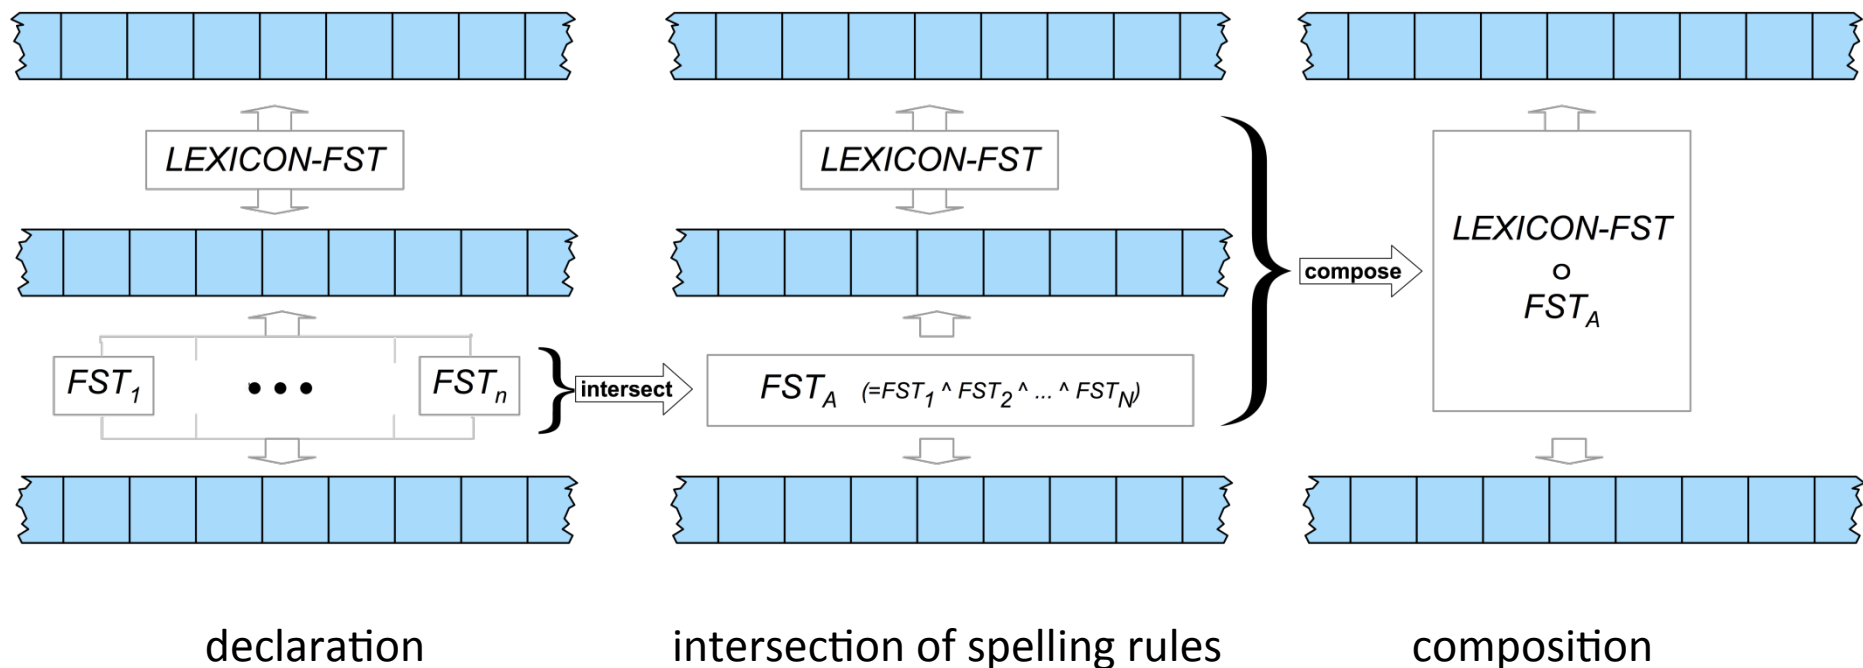 LEXICON-FST
FST1
• • •
FSTn
intersect
LEXICON-FST
FSTA (=FST1 ^ FST2 ^ ... ^ FSTN)
compose
LEXICON-FST
o
FSTA
declaration
intersection of spelling rules
composition